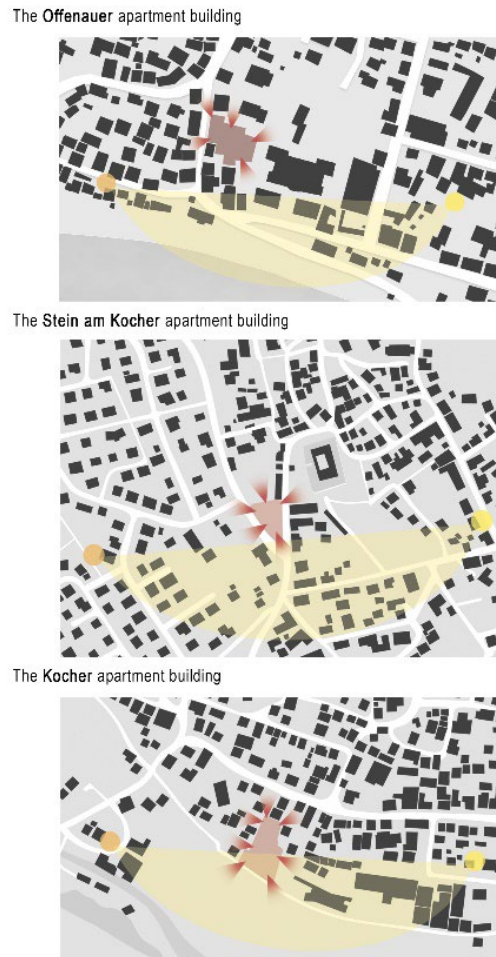 The Offenauer apartment building
The Stein am Kocher apartment building
The Kocher apartment building